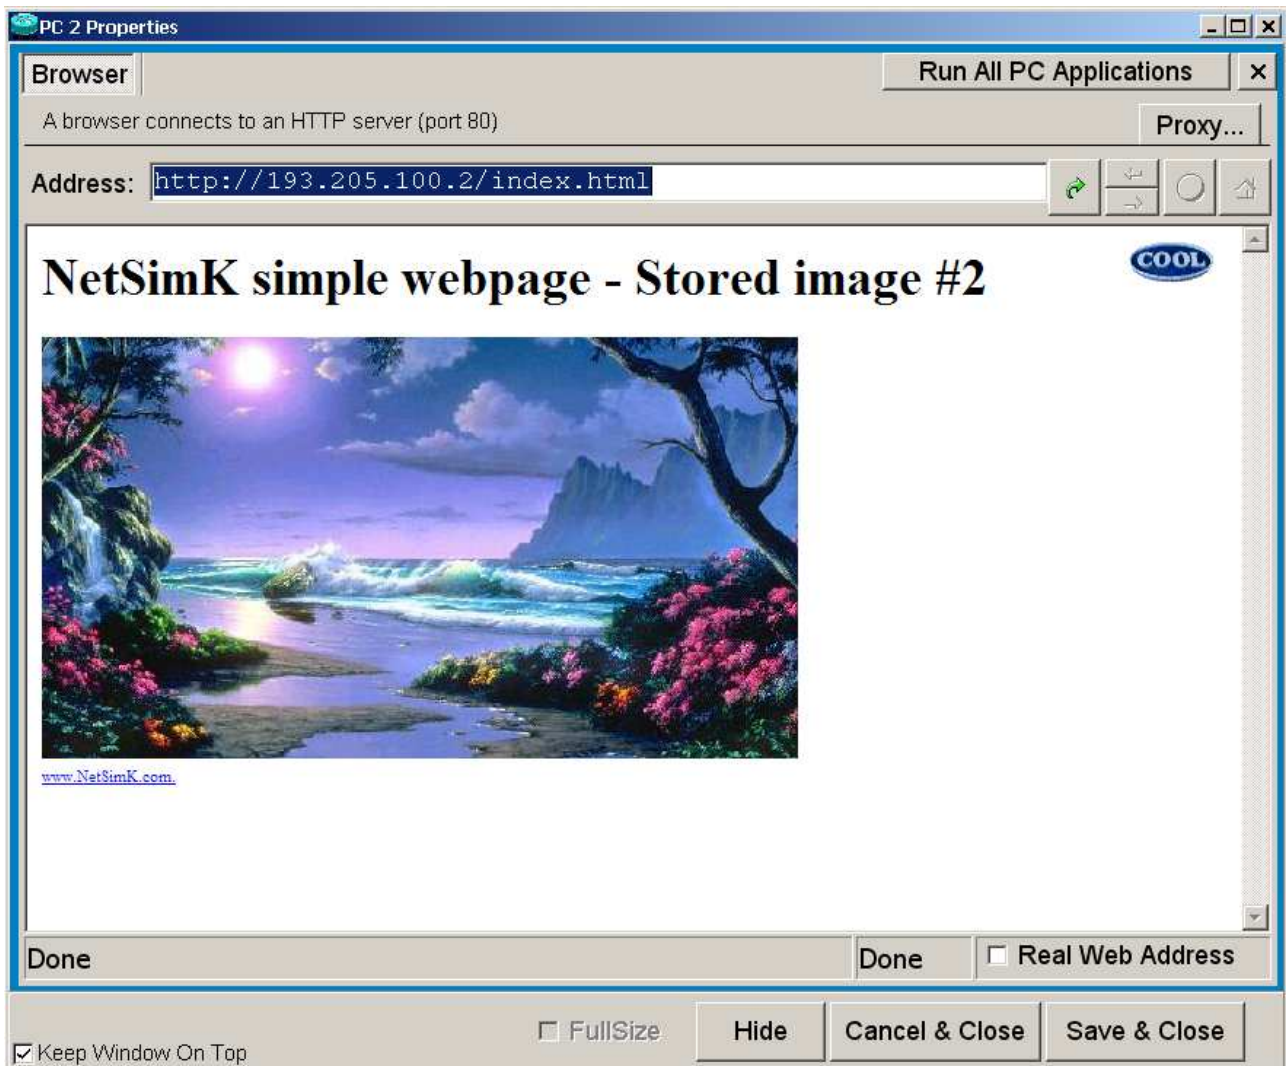 PC 2 Properties
Browser
Run All PC Applications
A browser connects to an HTTP server (port 80)
Proxy...
Address: http://193.205.100.2/index.html
NetSimK simple webpage - Stored image #2
COOL
www.NetSimK.com.
Done
Done
Real Web Address
FullSize
Hide
Cancel & Close
Save & Close
Keep Window On Top